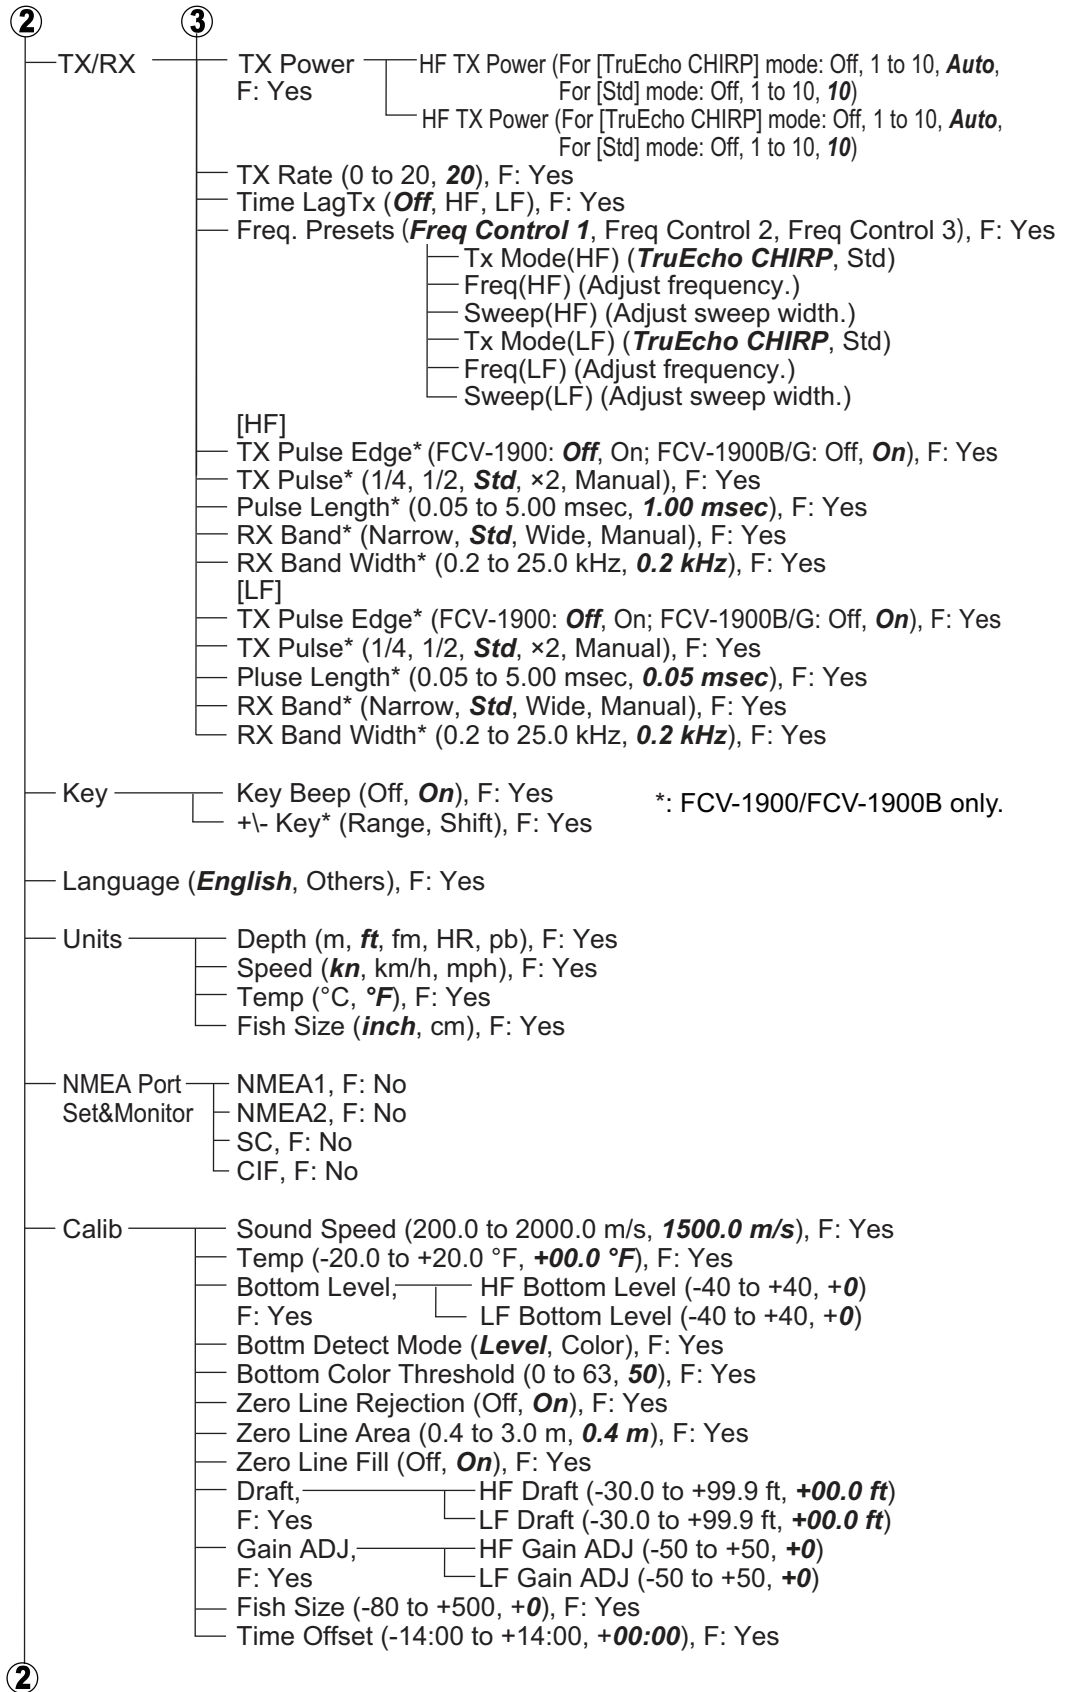 2 3
TX/RX TX Power HF TX Power (For [TruEcho CHIRP] mode: Off, 1 to 10, Auto,
F: Yes For [Std] mode: Off, 1 to 10, 10)
HF TX Power (For [TruEcho CHIRP] mode: Off, 1 to 10, Auto,
For [Std] mode: Off, 1 to 10, 10)
TX Rate (0 to 20, 20), F: Yes
Time LagTx (Off, HF, LF), F: Yes
Freq. Presets (Freq Control 1, Freq Control 2, Freq Control 3), F: Yes
Tx Mode(HF) (TruEcho CHIRP, Std)
Freq(HF) (Adjust frequency.)
Sweep(HF) (Adjust sweep width.)
Tx Mode(LF) (TruEcho CHIRP, Std)
Freq(LF) (Adjust frequency.)
Sweep(LF) (Adjust sweep width.)
[HF]
TX Pulse Edge* (FCV-1900: Off, On; FCV-1900B/G: Off, On), F: Yes
TX Pulse* (1/4, 1/2, Std, ×2, Manual), F: Yes
Pulse Length* (0.05 to 5.00 msec, 1.00 msec), F: Yes
RX Band* (Narrow, Std, Wide, Manual), F: Yes
RX Band Width* (0.2 to 25.0 kHz, 0.2 kHz), F: Yes
[LF]
TX Pulse Edge* (FCV-1900: Off, On; FCV-1900B/G: Off, On), F: Yes
TX Pulse* (1/4, 1/2, Std, ×2, Manual), F: Yes
Pluse Length* (0.05 to 5.00 msec, 0.05 msec), F: Yes
RX Band* (Narrow, Std, Wide, Manual), F: Yes
RX Band Width* (0.2 to 25.0 kHz, 0.2 kHz), F: Yes
Key Key Beep (Off, On), F: Yes *: FCV-1900/FCV-1900B only.
+\- Key* (Range, Shift), F: Yes
Language (English, Others), F: Yes
Units Depth (m, ft, fm, HR, pb), F: Yes
Speed (kn, km/h, mph), F: Yes
Temp (°C, °F), F: Yes
Fish Size (inch, cm), F: Yes
NMEA Port NMEA1, F: No
Set&Monitor NMEA2, F: No
SC, F: No
CIF, F: No
Calib Sound Speed (200.0 to 2000.0 m/s, 1500.0 m/s), F: Yes
Temp (-20.0 to +20.0 °F, +00.0 °F), F: Yes
Bottom Level, HF Bottom Level (-40 to +40, +0)
F: Yes LF Bottom Level (-40 to +40, +0)
Bottm Detect Mode (Level, Color), F: Yes
Bottom Color Threshold (0 to 63, 50), F: Yes
Zero Line Rejection (Off, On), F: Yes
Zero Line Area (0.4 to 3.0 m, 0.4 m), F: Yes
Zero Line Fill (Off, On), F: Yes
Draft, HF Draft (-30.0 to +99.9 ft, +00.0 ft)
F: Yes LF Draft (-30.0 to +99.9 ft, +00.0 ft)
Gain ADJ, HF Gain ADJ (-50 to +50, +0)
F: Yes LF Gain ADJ (-50 to +50, +0)
Fish Size (-80 to +500, +0), F: Yes
Time Offset (-14:00 to +14:00, +00:00), F: Yes
2